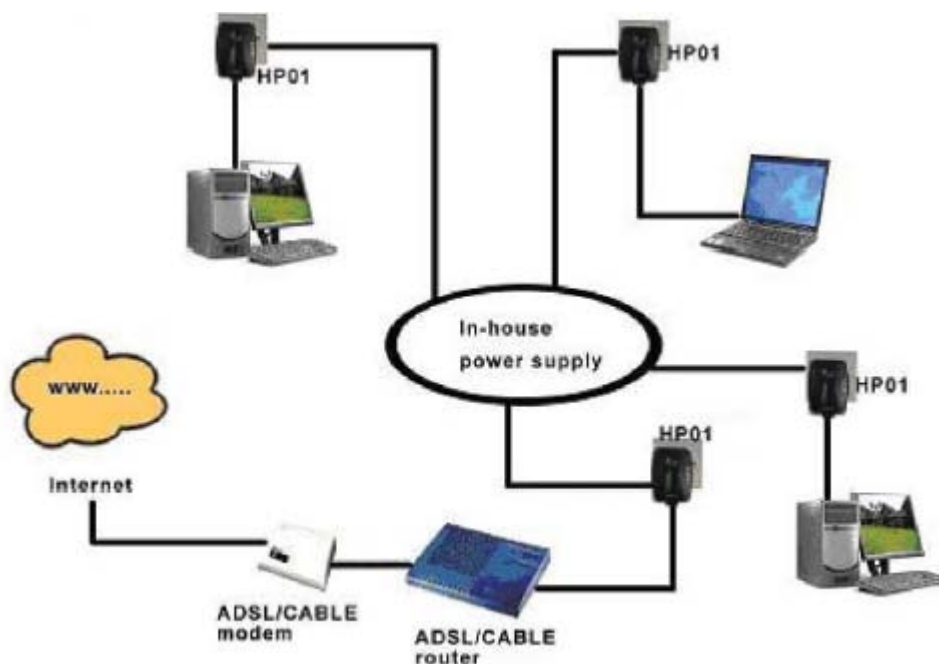 HP01
HP01
In-house
power supply
www.....
HP01
HP01
Internet
ADSL/CABLE
modem
ADSL/CABLE
router